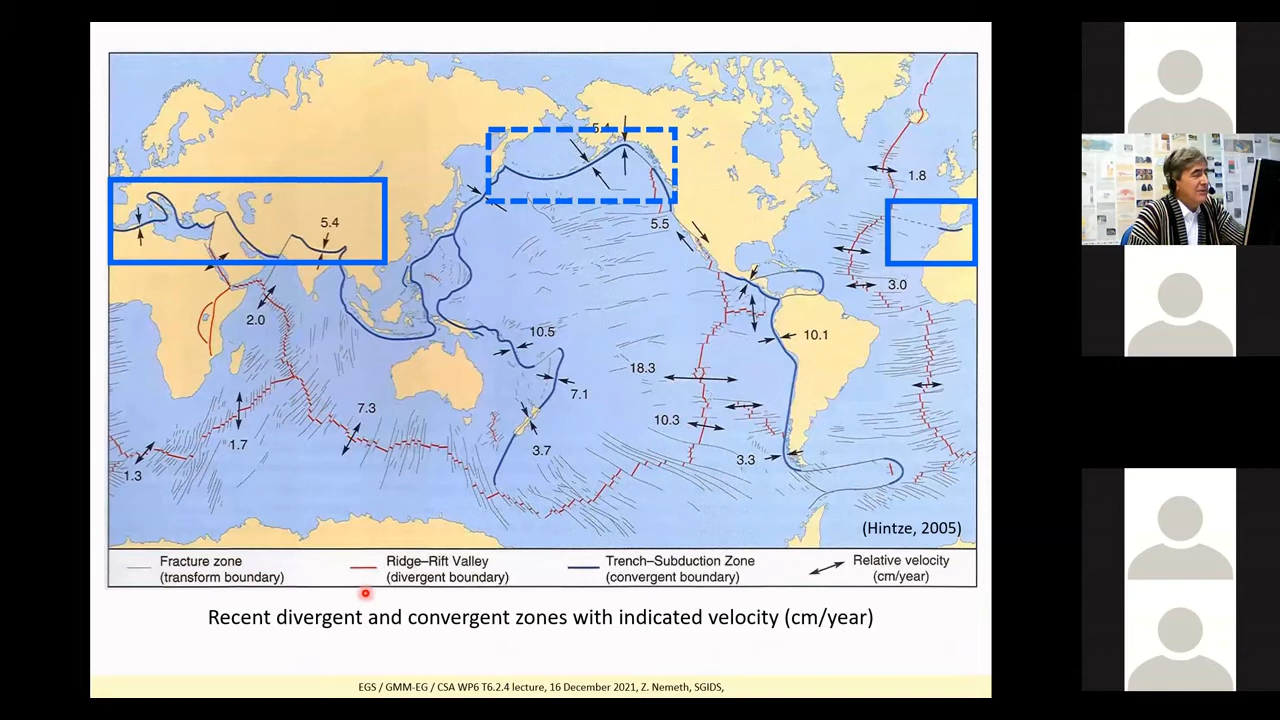 5.4
1.8
5.4
5.5
3.0
2.0
10.5
10.1
18.3
7.1
7.3
10.3
1.7
3.7
3.3
1.3
(Hintze, 2005)
Fracture zone
(transform boundary)
Ridge–Rift Valley
(divergent boundary)
Trench–Subduction Zone
(convergent boundary)
Relative velocity
(cm/year)
Recent divergent and convergent zones with indicated velocity (cm/year)
EGS / GMM-EG / CSA WP6 T6.2.4 lecture, 16 December 2021, Z. Nemeth, SGIDS,